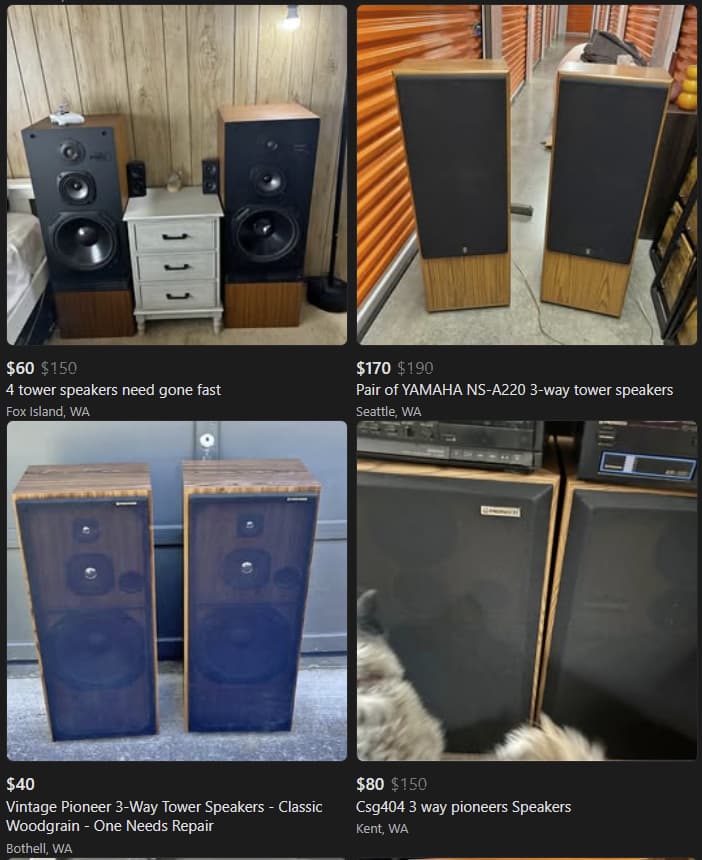 $60 $150
4 tower speakers need gone fast
Fox Island, WA
$170 $190
Pair of YAMAHA NS-A220 3-way tower speakers
Seattle, WA
$40
Vintage Pioneer 3-Way Tower Speakers - Classic
Woodgrain - One Needs Repair
Bothell, WA
$80 $150
Csg404 3 way pioneers Speakers
Kent, WA